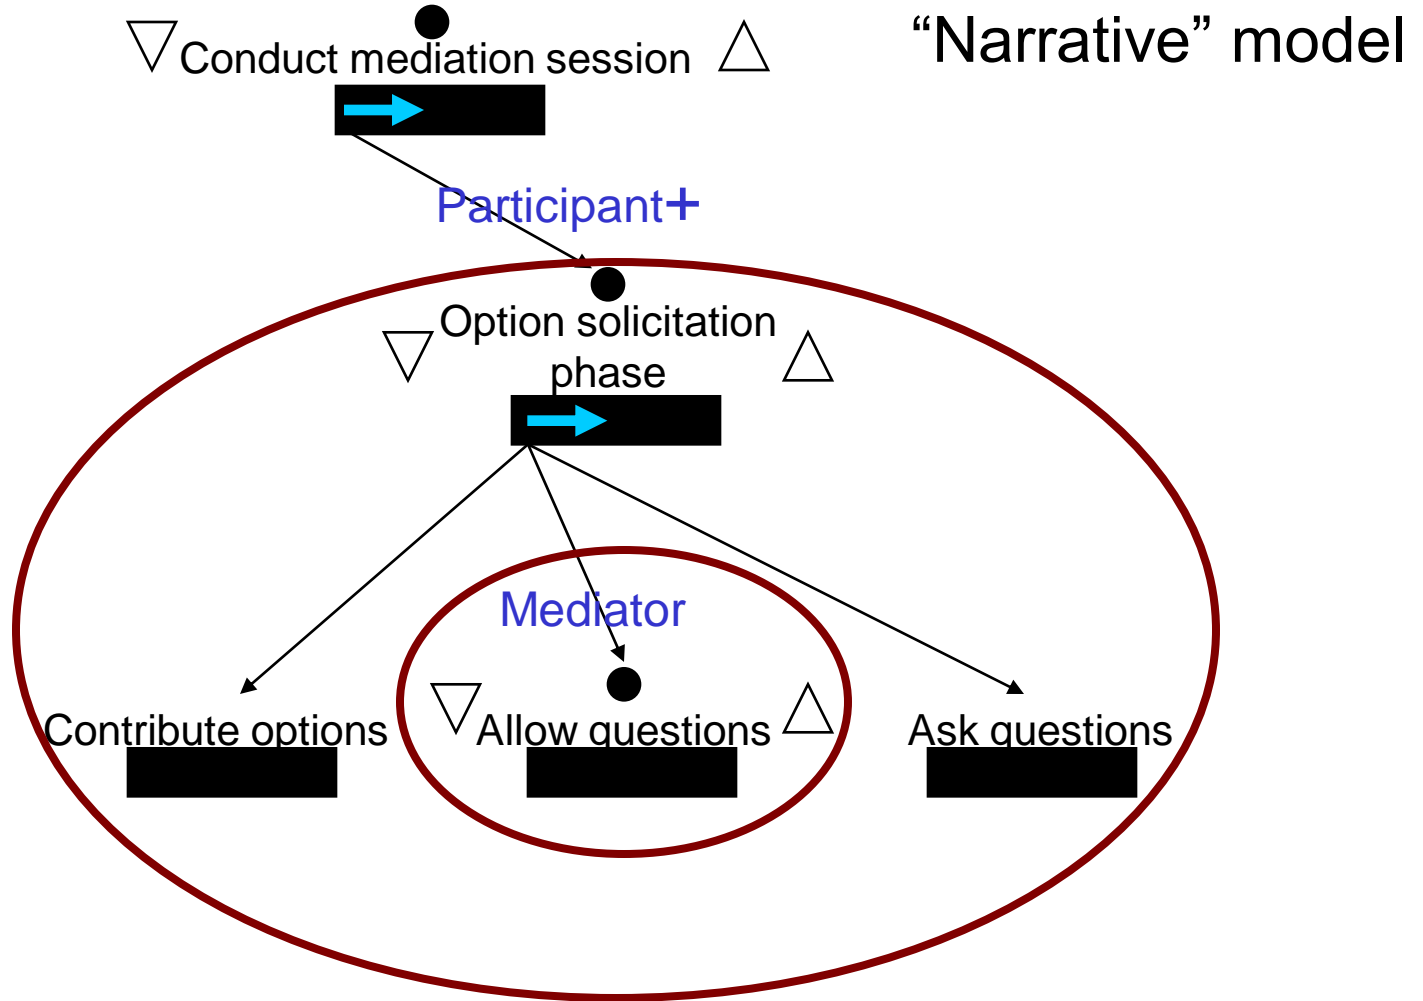 “Narrative” model
Conduct mediation session
Participant+
Option solicitation
phase
Mediator
Contribute options
Allow questions
Ask questions